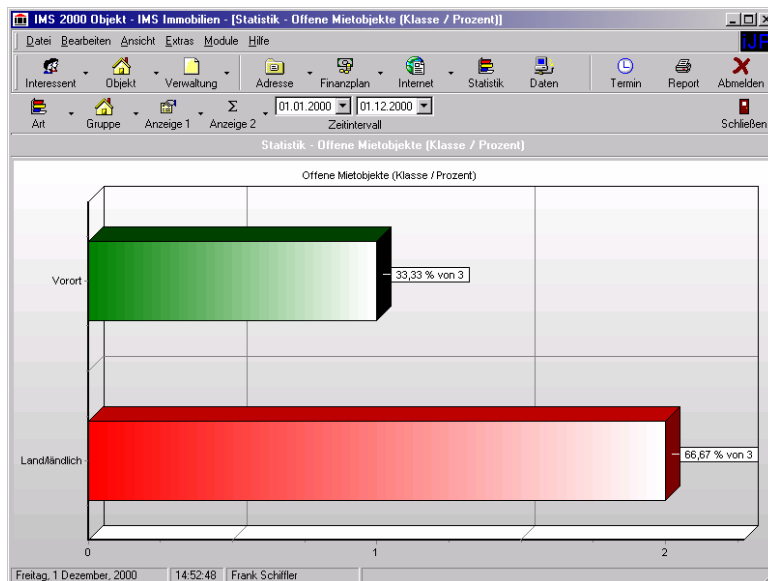 IMS 2000 Objekt - IMS Immobilien - [Statistik - Offene Mietobjekte (Klasse / Prozent)]
Datei Bearbeiten Ansicht Extras Module Hilfe
Interessent Objekt Verwaltung Adresse Finanzplan Internet Statistik Daten Termin Report Abmelden
01.01.2000 01.12.2000
Art Gruppe Anzeige 1 Anzeige 2 Zeitintervall Schließen
Statistik - Offene Mietobjekte (Klasse / Prozent)
Offene Mietobjekte (Klasse / Prozent)
Vorort
33,33 % von 3
Land/ländlich
66,67 % von 3
0 1 2
Freitag, 1 Dezember, 2000 14:52:48 Frank Schiffler